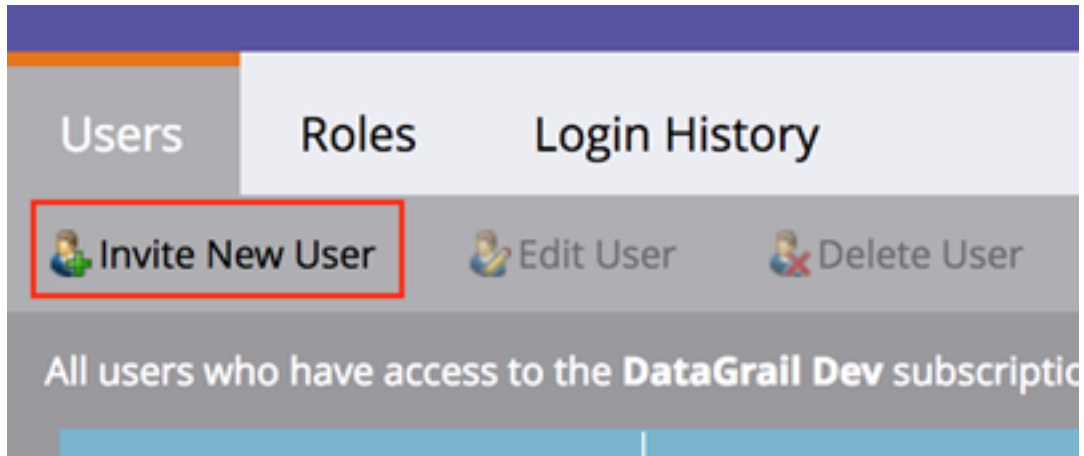 Users Roles Login History
Invite New User Edit User Delete User
All users who have access to the DataGrail Dev